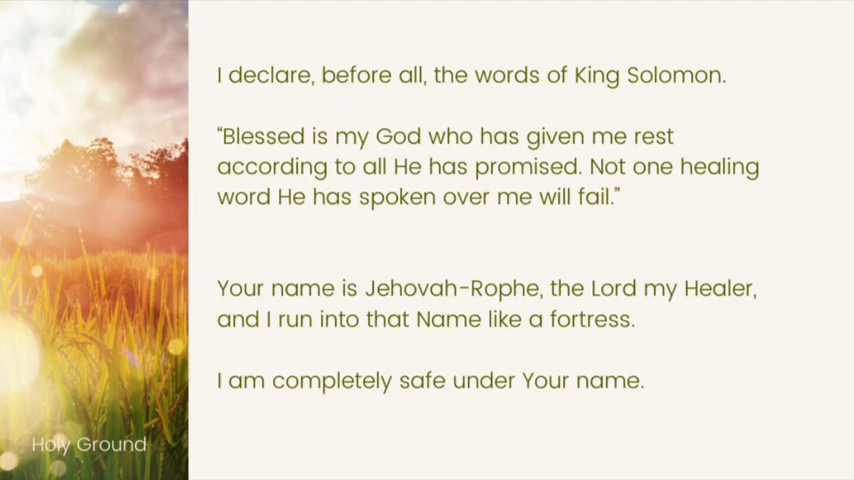 I declare, before all, the words of King Solomon.
“Blessed is my God who has given me rest
according to all He has promised. Not one healing
word He has spoken over me will fail.”
Your name is Jehovah-Rophe, the Lord my Healer,
and I run into that Name like a fortress.
I am completely safe under Your name.
Holy Ground